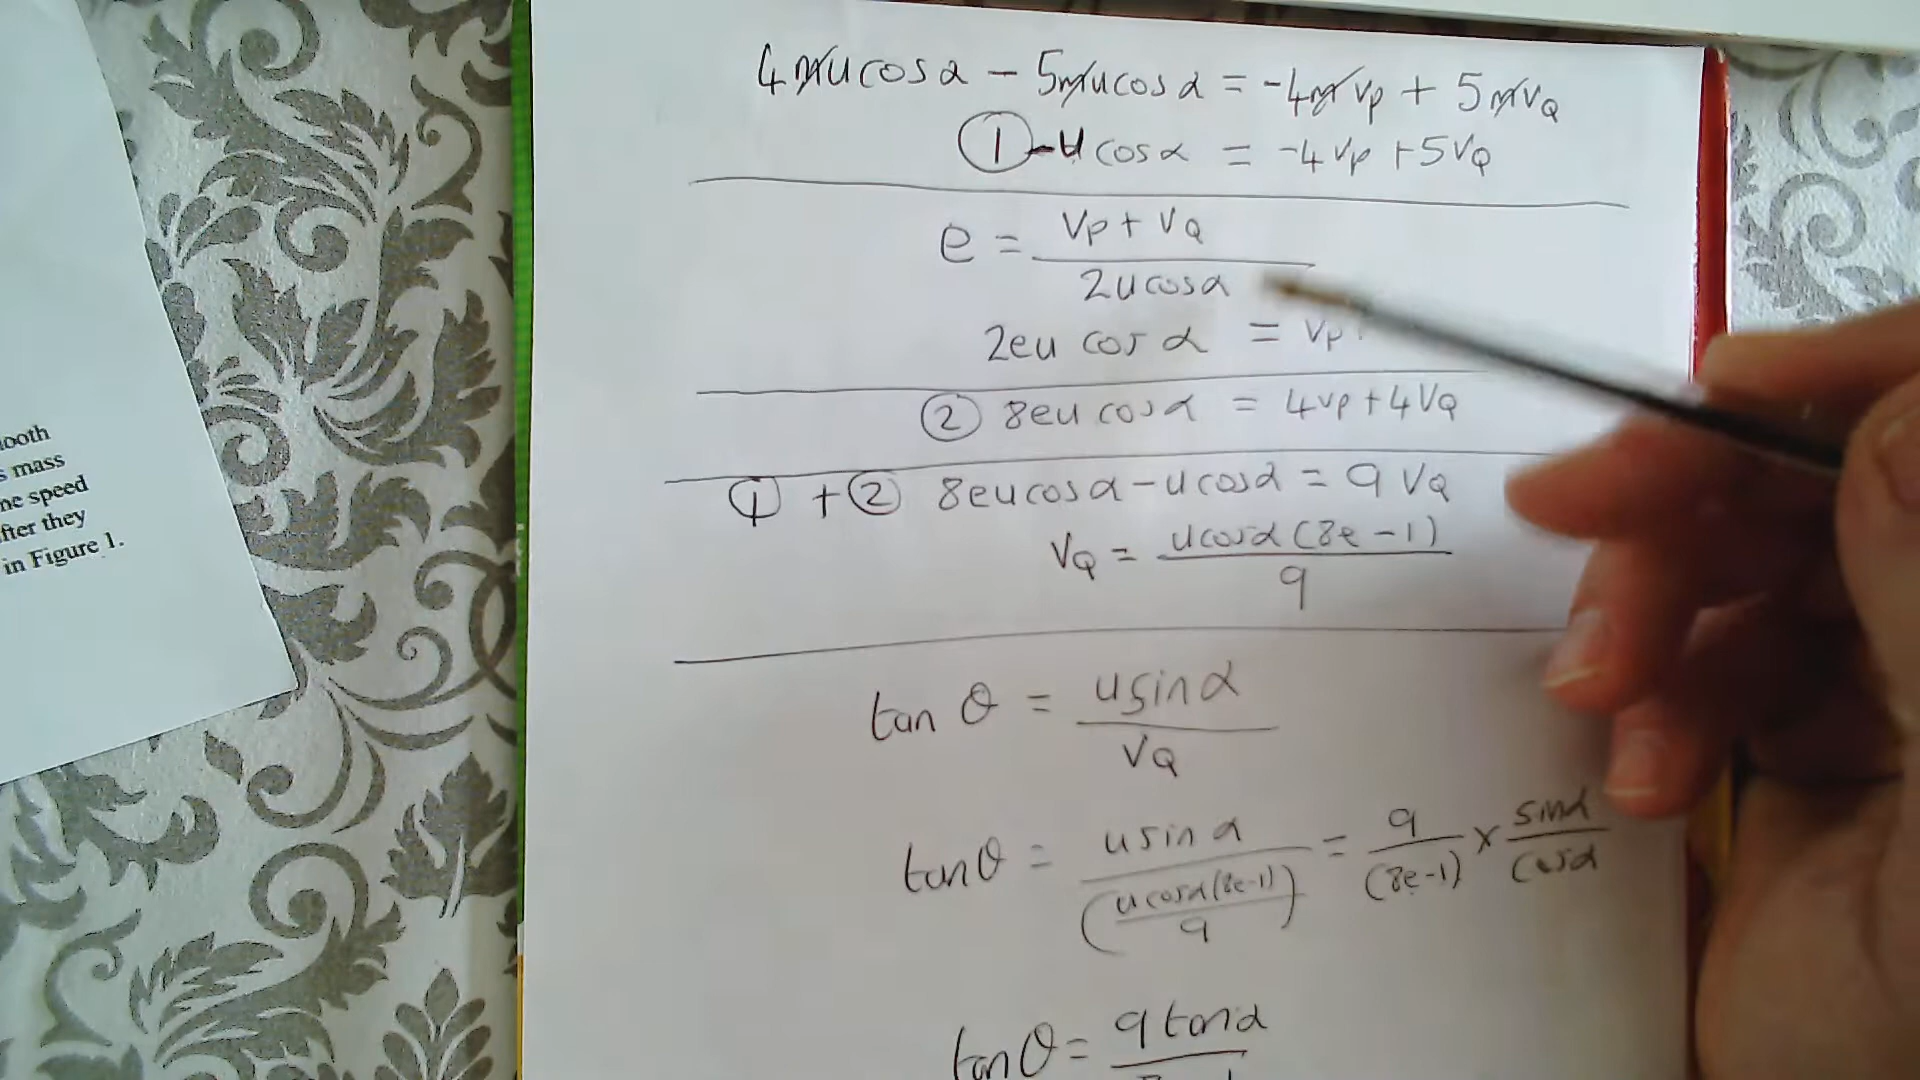 looth
s mass
ne speed
fter they
in Figure 1.
4mucosα − 5mucosα = −4mvp + 5mvQ
① −ucosα = −4vp + 5vQ
e = vp + vQ / 2ucosα
2eu cosα = vp
② 8eu cosα = 4vp + 4vQ
① + ② 8eucosα − ucosα = 9vQ
vQ = ucosα(8e − 1) / 9
tan θ = usinα / vQ
tanθ = usinα / (ucosα(8e−1) / 9) = 9 / (8e−1) × sinα / cosα
tanθ = 9tanα